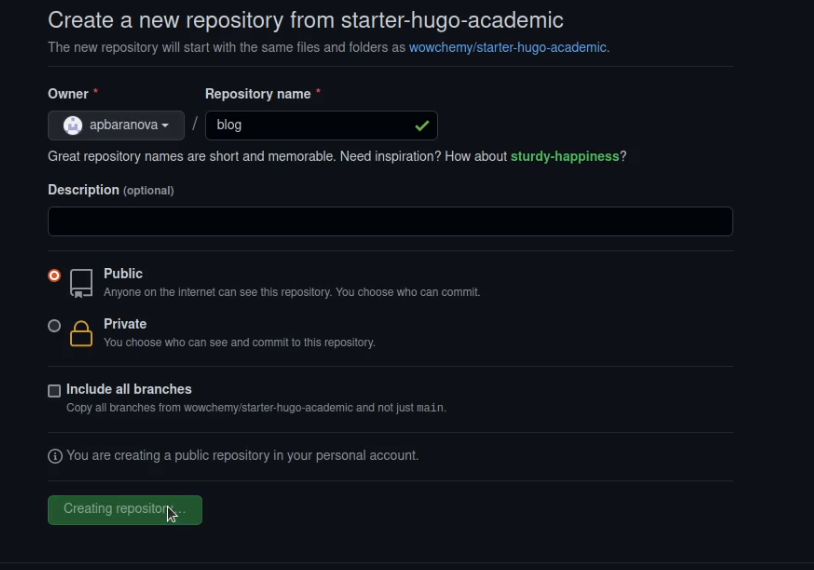 Create a new repository from starter-hugo-academic
The new repository will start with the same files and folders as wowchemy/starter-hugo-academic.
Owner * Repository name *
apbaranova / blog
Great repository names are short and memorable. Need inspiration? How about sturdy-happiness?
Description (optional)
Public
Anyone on the internet can see this repository. You choose who can commit.
Private
You choose who can see and commit to this repository.
Include all branches
Copy all branches from wowchemy/starter-hugo-academic and not just main.
You are creating a public repository in your personal account.
Creating repository...